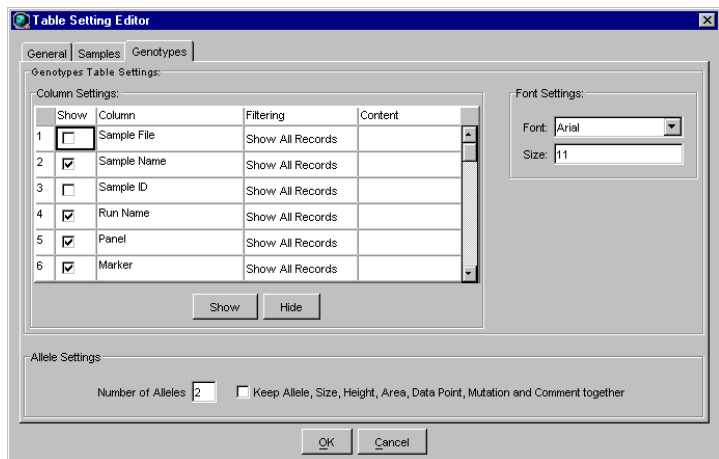 Table Setting Editor
General Samples Genotypes
Genotypes Table Settings:
Column Settings:
Show Column Filtering Content
1 Sample File Show All Records
2 Sample Name Show All Records
3 Sample ID Show All Records
4 Run Name Show All Records
5 Panel Show All Records
6 Marker Show All Records
Show Hide
Font Settings:
Font: Arial
Size: 11
Allele Settings
Number of Alleles 2 Keep Allele, Size, Height, Area, Data Point, Mutation and Comment together
OK Cancel